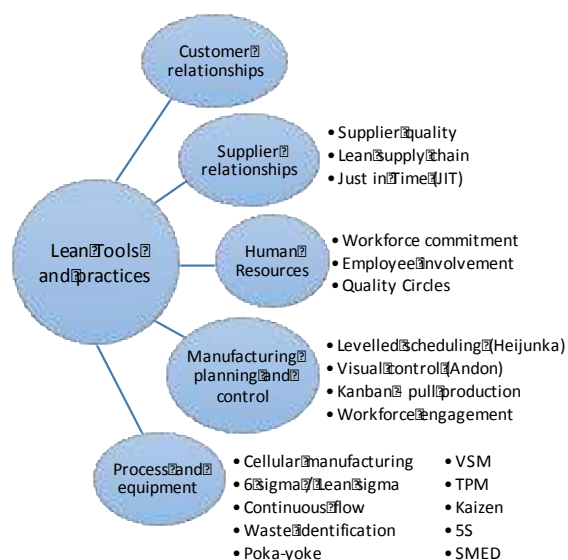 Customer
relationships
Supplier
relationships
• Supplier quality
• Lean supply chain
• Just in Time (JIT)
Lean Tools
and practices
Human
Resources
• Workforce commitment
• Employee involvement
• Quality Circles
Manufacturing
planning and
control
• Levelled scheduling (Heijunka)
• Visual control (Andon)
• Kanban - pull production
• Workforce engagement
Process and
equipment
• Cellular manufacturing
• 6 sigma / Lean sigma
• Continuous flow
• Waste identification
• Poka-yoke
• VSM
• TPM
• Kaizen
• 5S
• SMED